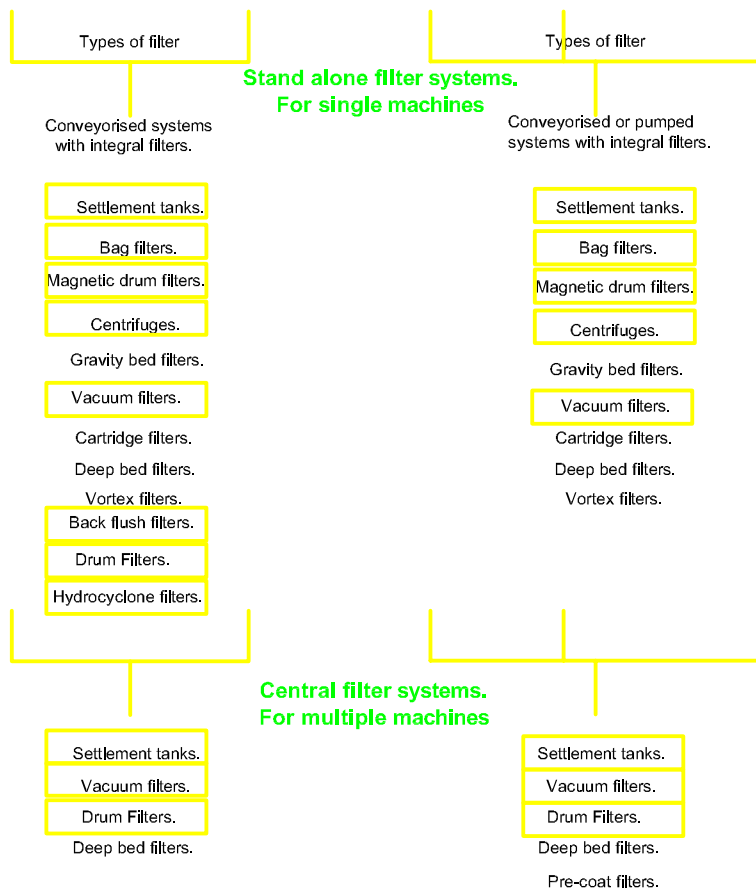 Types of filter
Types of filter
Stand alone filter systems.
For single machines
Conveyorised systems
with integral filters.
Conveyorised or pumped
systems with integral filters.
Settlement tanks.
Bag filters.
Magnetic drum filters.
Centrifuges.
Gravity bed filters.
Vacuum filters.
Cartridge filters.
Deep bed filters.
Vortex filters.
Back flush filters.
Drum Filters.
Hydrocyclone filters.
Settlement tanks.
Bag filters.
Magnetic drum filters.
Centrifuges.
Gravity bed filters.
Vacuum filters.
Cartridge filters.
Deep bed filters.
Vortex filters.
Central filter systems.
For multiple machines
Settlement tanks.
Vacuum filters.
Drum Filters.
Deep bed filters.
Settlement tanks.
Vacuum filters.
Drum Filters.
Deep bed filters.
Pre-coat filters.